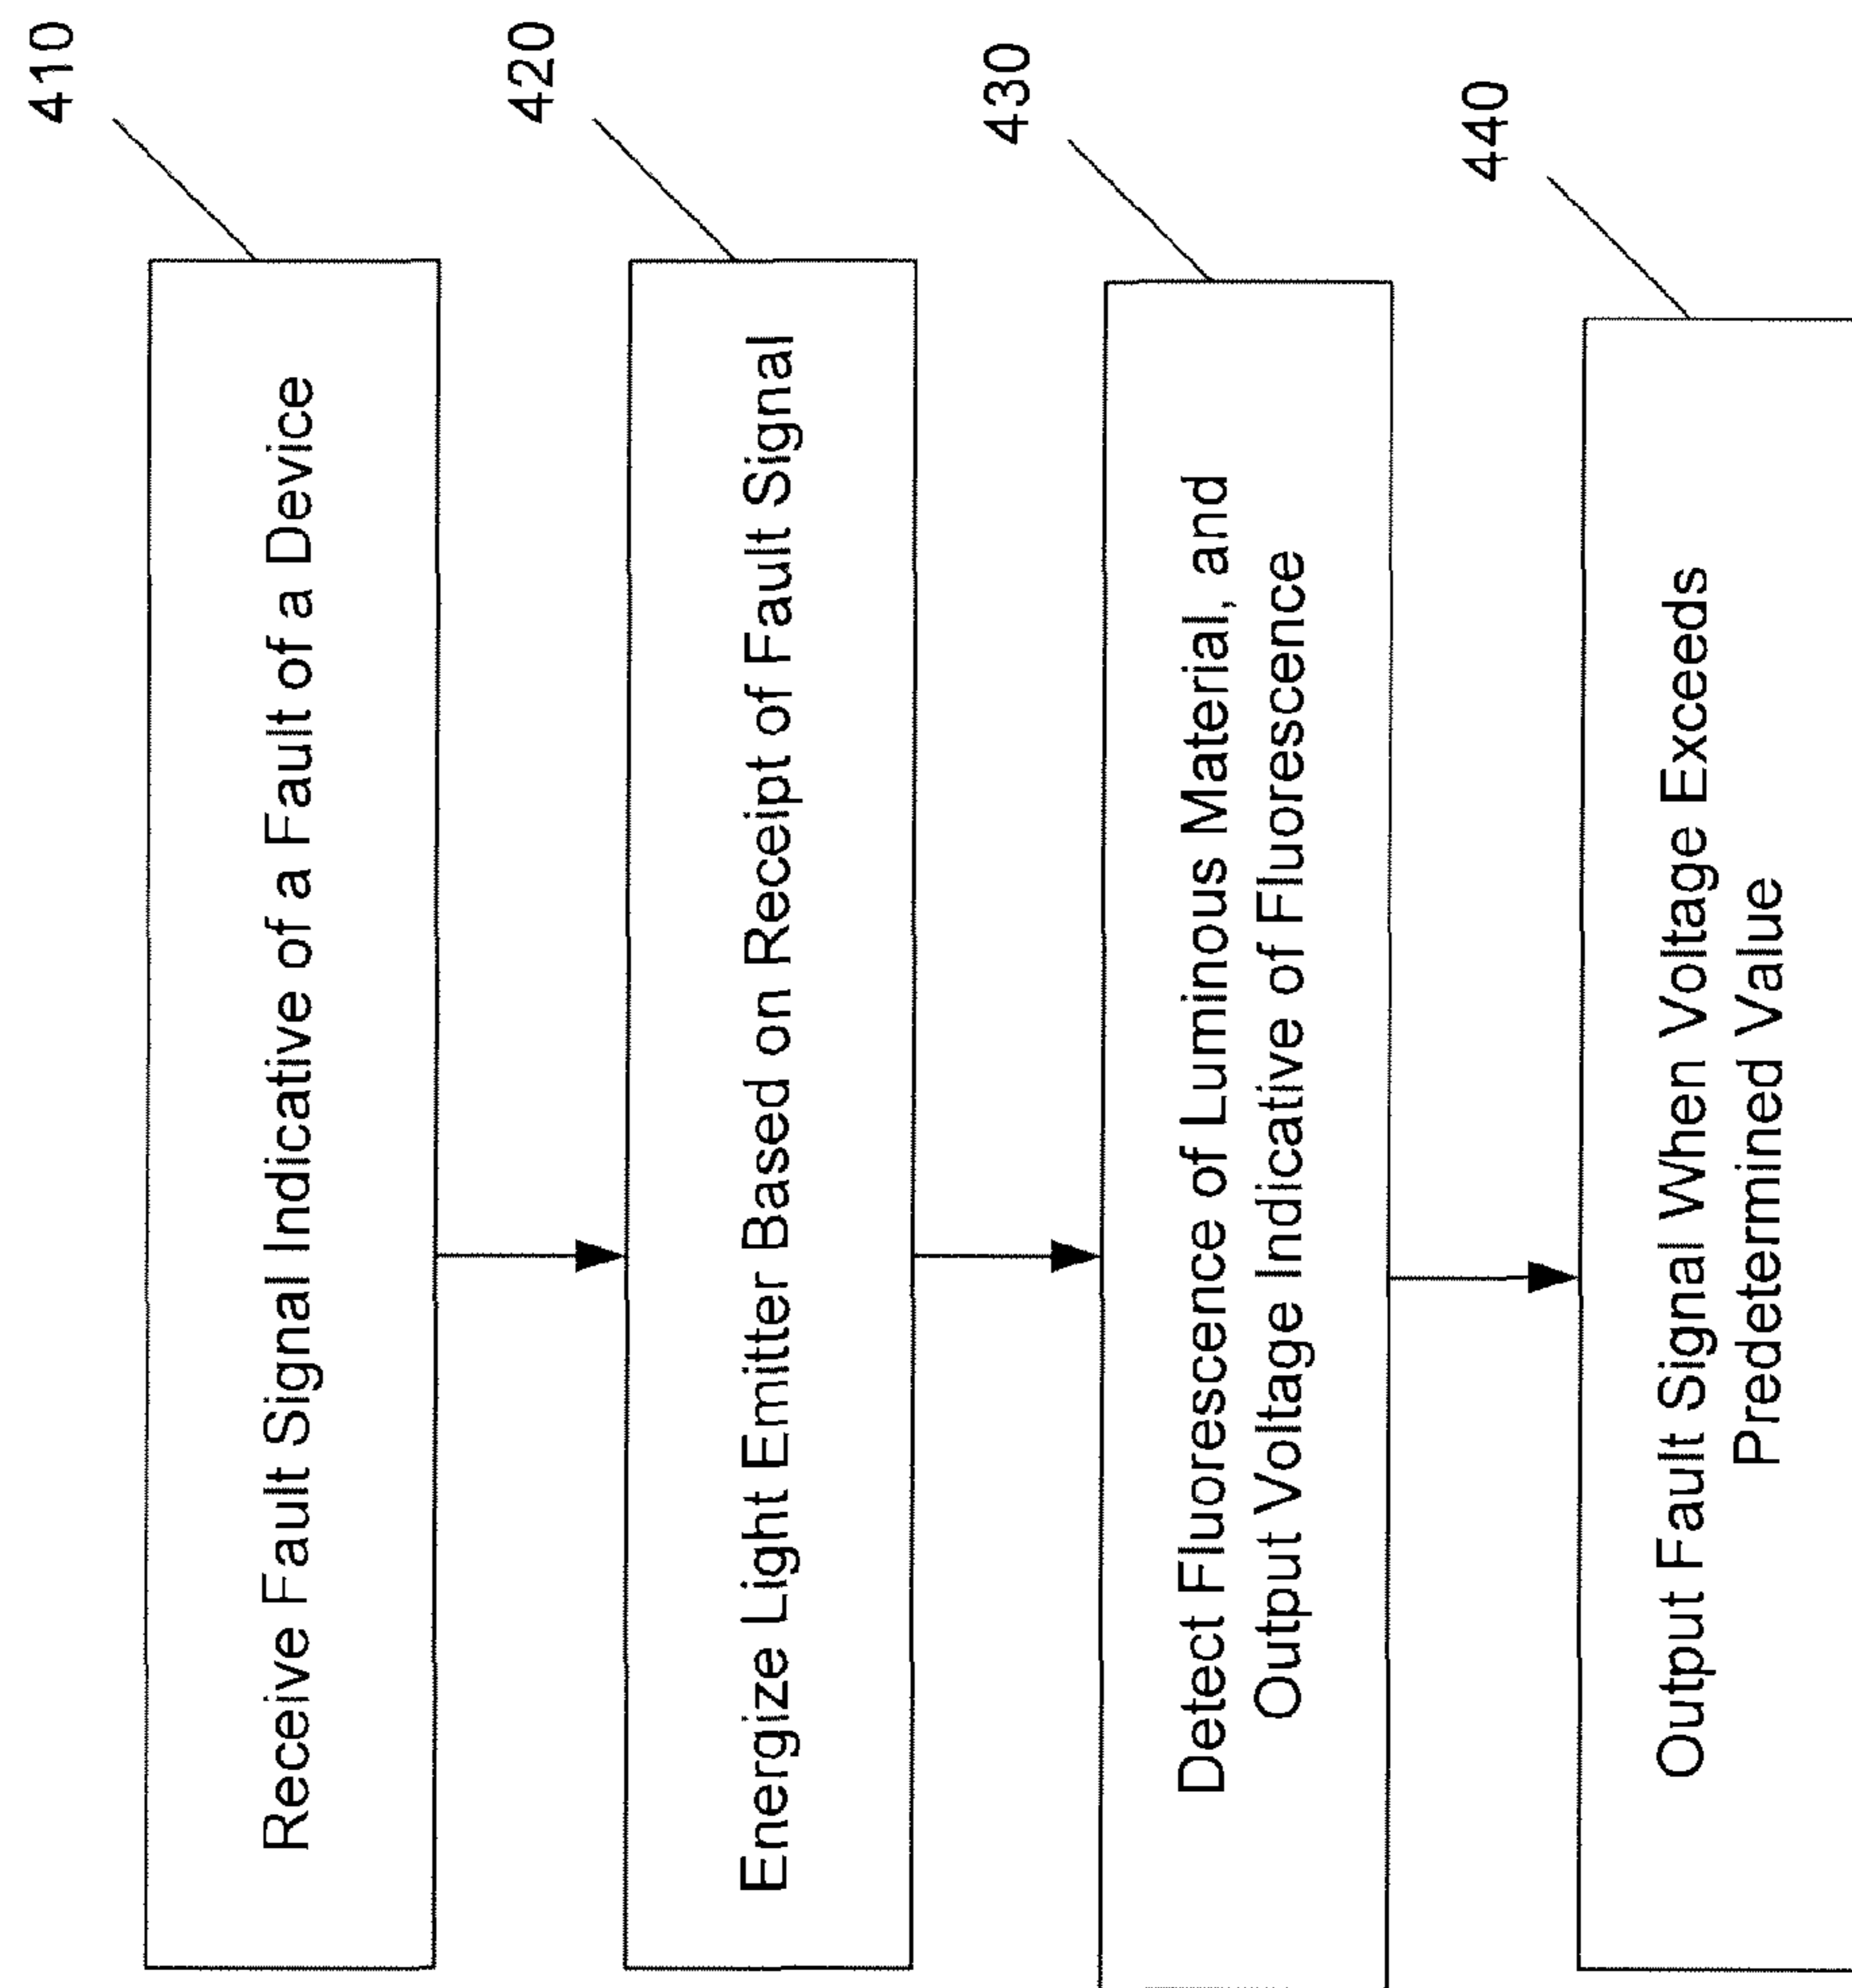 410
Receive Fault Signal Indicative of a Fault of a Device
420
Energize Light Emitter Based on Receipt of Fault Signal
430
Detect Fluorescence of Luminous Material, and
Output Voltage Indicative of Fluorescence
440
Output Fault Signal When Voltage Exceeds
Predetermined Value